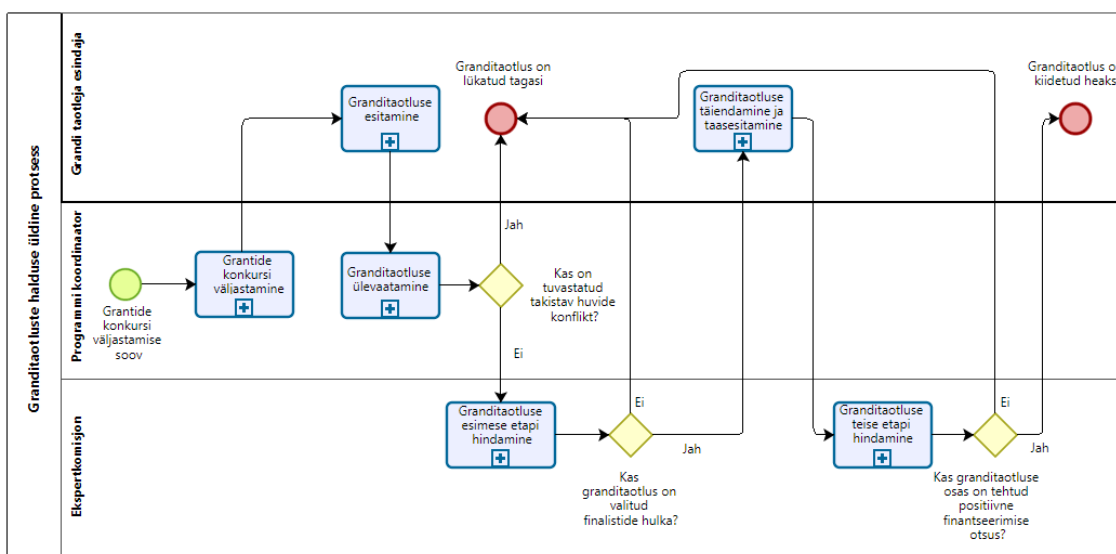 Granditaotluste halduse üldine protsess
Grandi taotleja esindaja
Granditaotluse
esitamine
Granditaotlus on
lükatud tagasi
Granditaotluse
täiendamine ja
taasesitamine
Granditaotlus o
kiidetud heaks
Programmi koordinaator
Grantide
konkursi
väljastamise
soov
Grantide
konkursi
väljastamine
Granditaotluse
ülevaatamine
Jah
Kas on
tuvastatud
takistav huvide
konflikt?
Ei
Ekspertkomisjon
Granditaotluse
esimese etapi
hindamine
Ei
Jah
Kas
granditaotlus on
valitud
finalistide hulka?
Granditaotluse
teise etapi
hindamine
Ei
Jah
Kas granditaotluse
osas on tehtud
positiivne
finantseerimise
otsus?